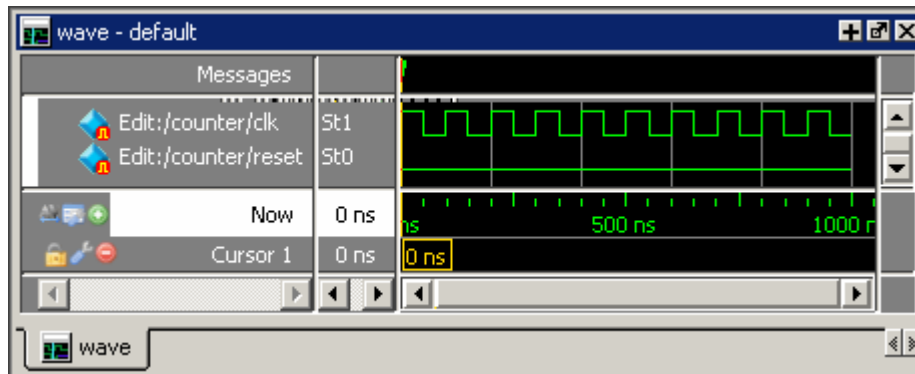 wave - default
Messages
Edit:/counter/clk St1
Edit:/counter/reset St0
Now 0 ns ns 500 ns 1000 n
Cursor 1 0 ns 0 ns
wave